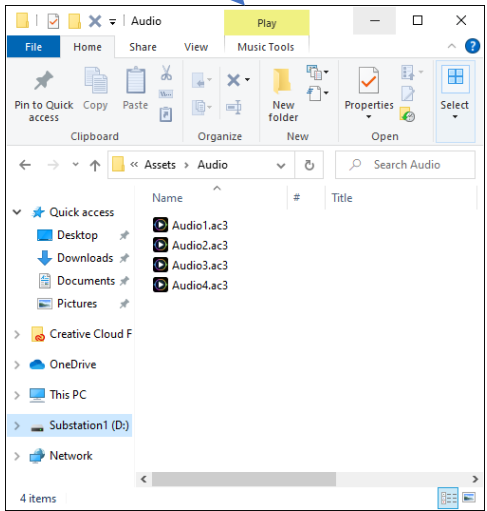 Audio
Play
File
Home
Share
View
Music Tools
Pin to Quick access
Copy
Paste
Clipboard
Organize
New folder
New
Properties
Open
Select
« Assets > Audio
Search Audio
Name
#
Title
Quick access
Desktop
Downloads
Documents
Pictures
Creative Cloud F
OneDrive
This PC
Substation1 (D:)
Network
Audio1.ac3
Audio2.ac3
Audio3.ac3
Audio4.ac3
4 items